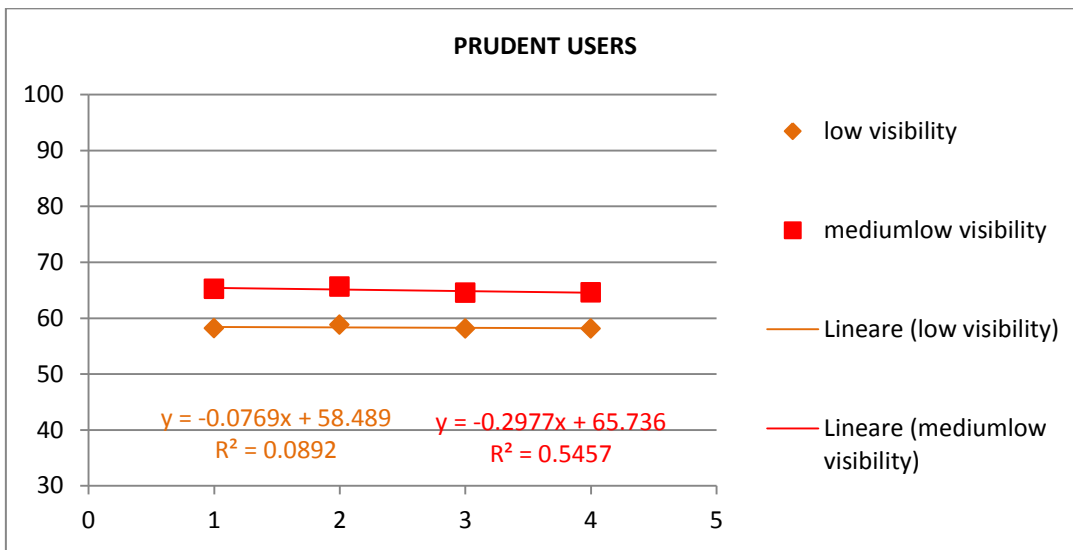 PRUDENT USERS
100
90
80
70
60
50
40
30
0
1
2
3
4
5
y = -0.0769x + 58.489
R² = 0.0892
y = -0.2977x + 65.736
R² = 0.5457
low visibility
mediumlow visibility
Lineare (low visibility)
Lineare (mediumlow
visibility)